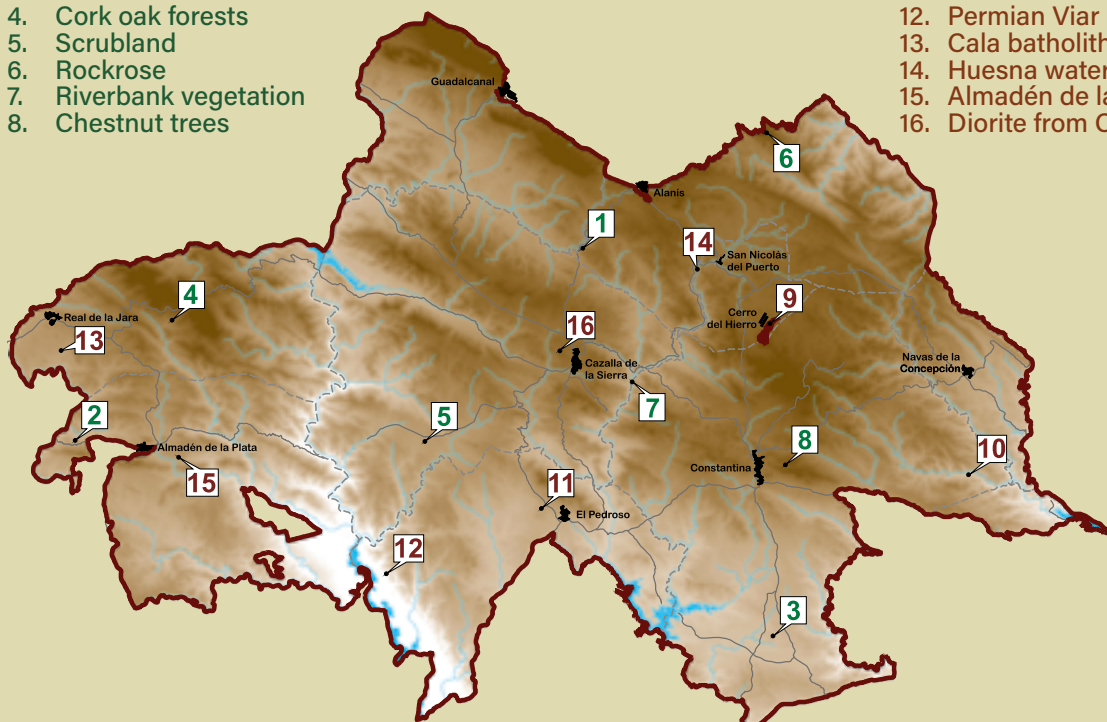 4. Cork oak forests
5. Scrubland
6. Rockrose
7. Riverbank vegetation
8. Chestnut trees
12. Permian Viar
13. Cala batholith
14. Huesna water
15. Almadén de la
16. Diorite from C
Guadalcanal
6
Alanis
1
14
San Nicolás
del Puerto
4
9
Real de la Jara
Cerro
del Hierro
13
16
Cazalla de
la Sierra
Navas de la
Concepción
7
2
5
8
Almadén de la Plata
Constantina
10
15
11
El Pedroso
12
3